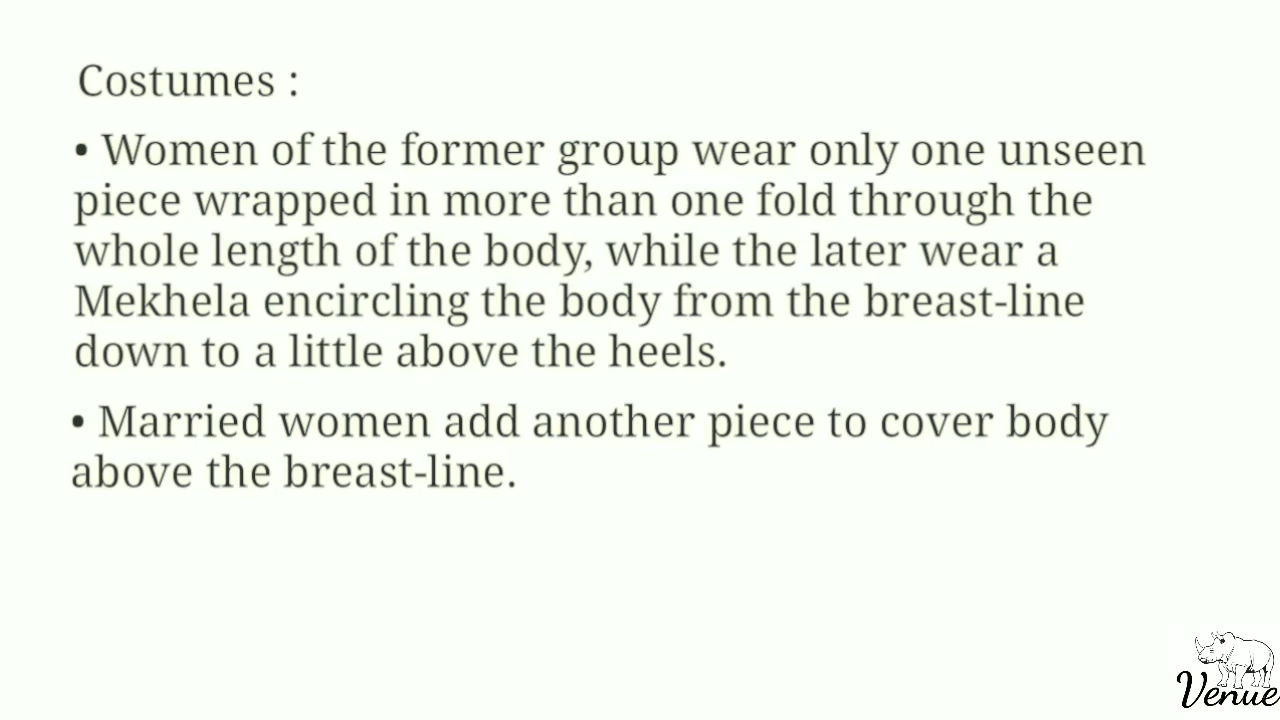 Costumes :
• Women of the former group wear only one unseen
piece wrapped in more than one fold through the
whole length of the body, while the later wear a
Mekhela encircling the body from the breast-line
down to a little above the heels.
• Married women add another piece to cover body
above the breast-line.
Venue